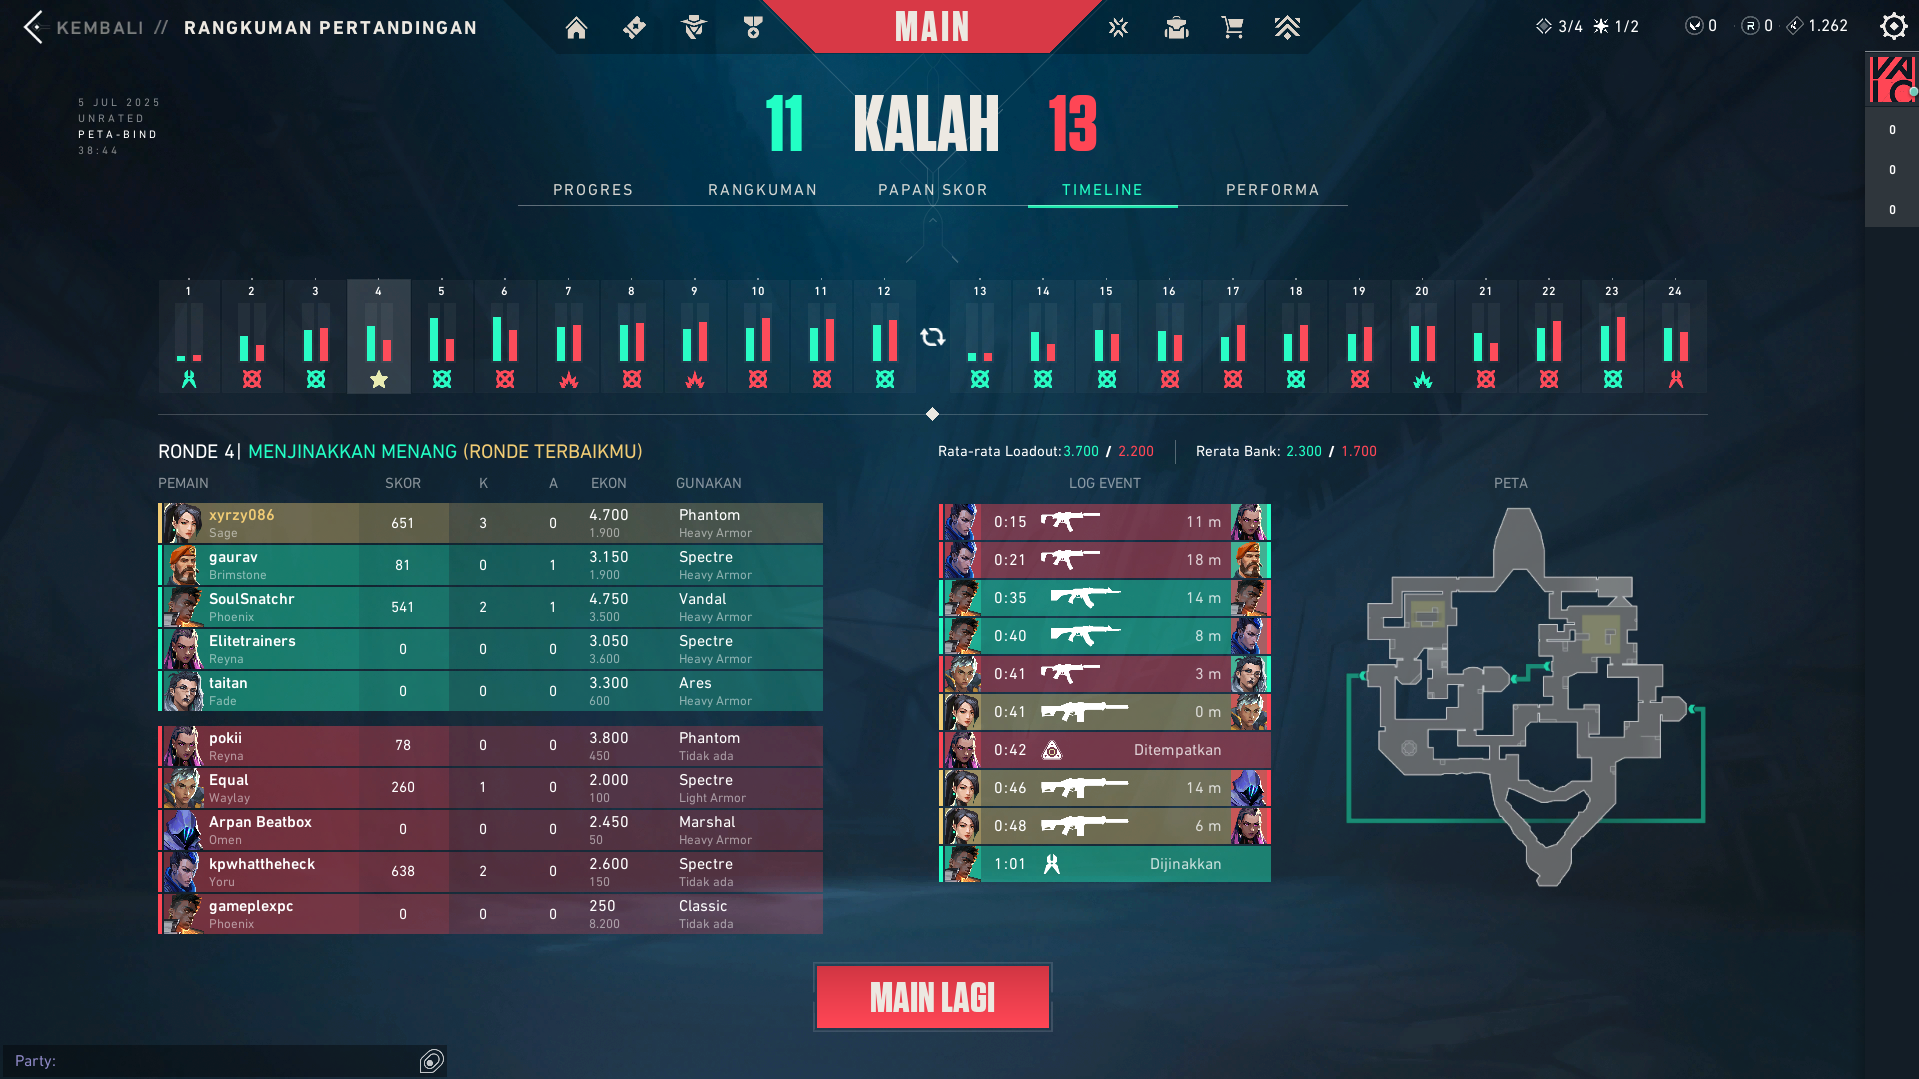 KEMBALI // RANGKUMAN PERTANDINGAN
MAIN
3/4 1/2 0 R 0 1.262
5 JUL 2025
UNRATED
PETA-BIND
38:44
11 KALAH 13
PROGRES RANGKUMAN PAPAN SKOR TIMELINE PERFORMA
0
0
0
1 2 3 4 5 6 7 8 9 10 11 12 13 14 15 16 17 18 19 20 21 22 23 24
RONDE 4| MENJINAKKAN MENANG (RONDE TERBAIKMU)
PEMAIN SKOR K A EKON GUNAKAN
xyrzy086 651 3 0 4.700 Phantom
Sage 1.900 Heavy Armor
gaurav 81 0 1 3.150 Spectre
Brimstone 1.900 Heavy Armor
SoulSnatchr 541 2 1 4.750 Vandal
Phoenix 3.500 Heavy Armor
Elitetrainers 0 0 0 3.050 Spectre
Reyna 3.600 Heavy Armor
taitan 0 0 0 3.300 Ares
Fade 600 Heavy Armor
pokii 78 0 0 3.800 Phantom
Reyna 450 Tidak ada
Equal 260 1 0 2.000 Spectre
Waylay 100 Light Armor
Arpan Beatbox 0 0 0 2.450 Marshal
Omen 50 Heavy Armor
kpwhattheheck 638 2 0 2.600 Spectre
Yoru 150 Tidak ada
gameplexpc 0 0 0 250 Classic
Phoenix 8.200 Tidak ada
Rata-rata Loadout:3.700 / 2.200 Rerata Bank: 2.300 / 1.700
LOG EVENT
0:15 11 m
0:21 18 m
0:35 14 m
0:40 8 m
0:41 3 m
0:41 0 m
0:42 Ditempatkan
0:46 14 m
0:48 6 m
1:01 Dijinakkan
PETA
MAIN LAGI
Party: